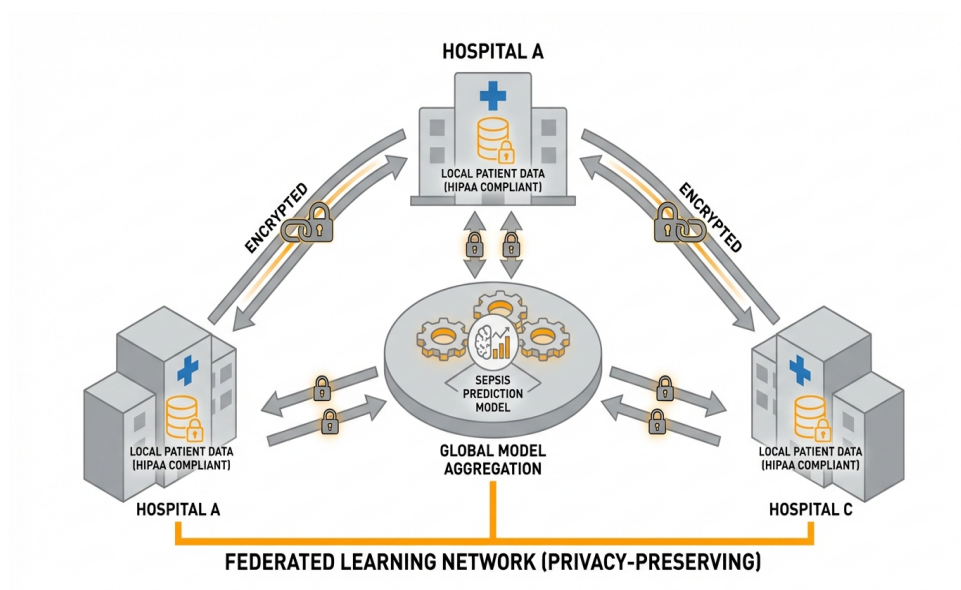 HOSPITAL A
LOCAL PATIENT DATA
(HIPAA COMPLIANT)
ENCRYPTED
ENCRYPTED
SEPSIS
PREDICTION
MODEL
LOCAL PATIENT DATA
(HIPAA COMPLIANT)
GLOBAL MODEL
AGGREGATION
LOCAL PATIENT DATA
(HIPAA COMPLIANT)
HOSPITAL A
HOSPITAL C
FEDERATED LEARNING NETWORK (PRIVACY-PRESERVING)